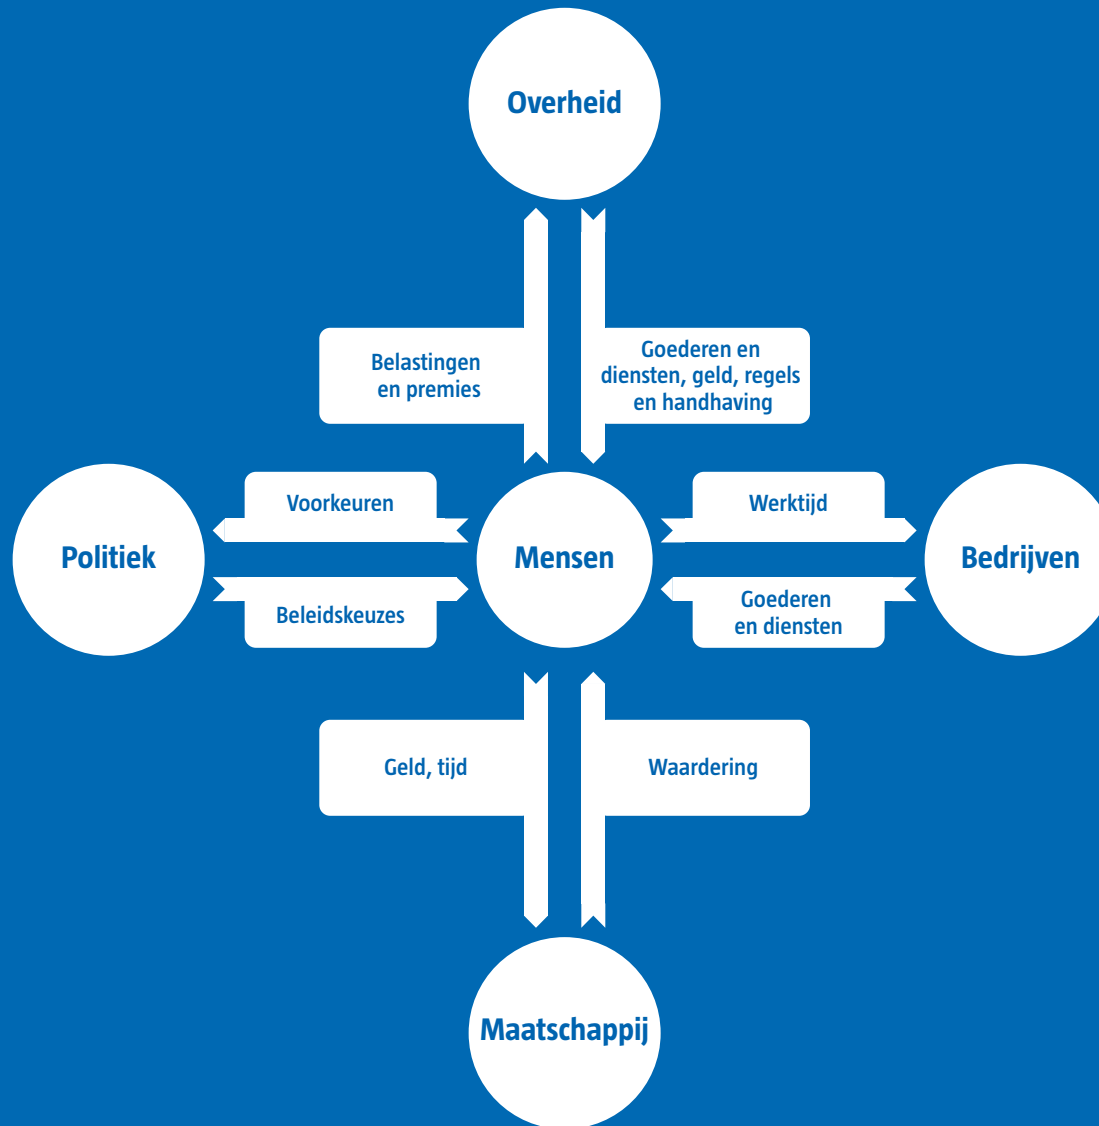 Overheid
Belastingen
en premies
Goederen en
diensten, geld, regels
en handhaving
Voorkeuren
Werktijd
Politiek
Mensen
Bedrijven
Beleidskeuzes
Goederen
en diensten
Geld, tijd
Waardering
Maatschappij